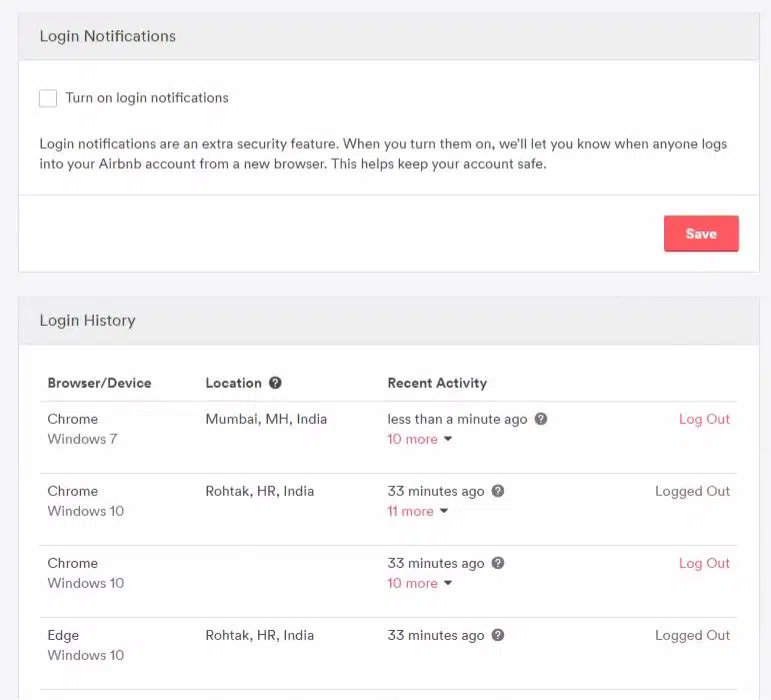 Login Notifications
Turn on login notifications
Login notifications are an extra security feature. When you turn them on, we'll let you know when anyone logs
into your Airbnb account from a new browser. This helps keep your account safe.
Save
Login History
Browser/Device Location ? Recent Activity
Chrome Mumbai, MH, India less than a minute ago ? Log Out
Windows 7 10 more
Chrome Rohtak, HR, India 33 minutes ago ? Logged Out
Windows 10 11 more
Chrome 33 minutes ago ? Log Out
Windows 10 10 more
Edge Rohtak, HR, India 33 minutes ago ? Logged Out
Windows 10